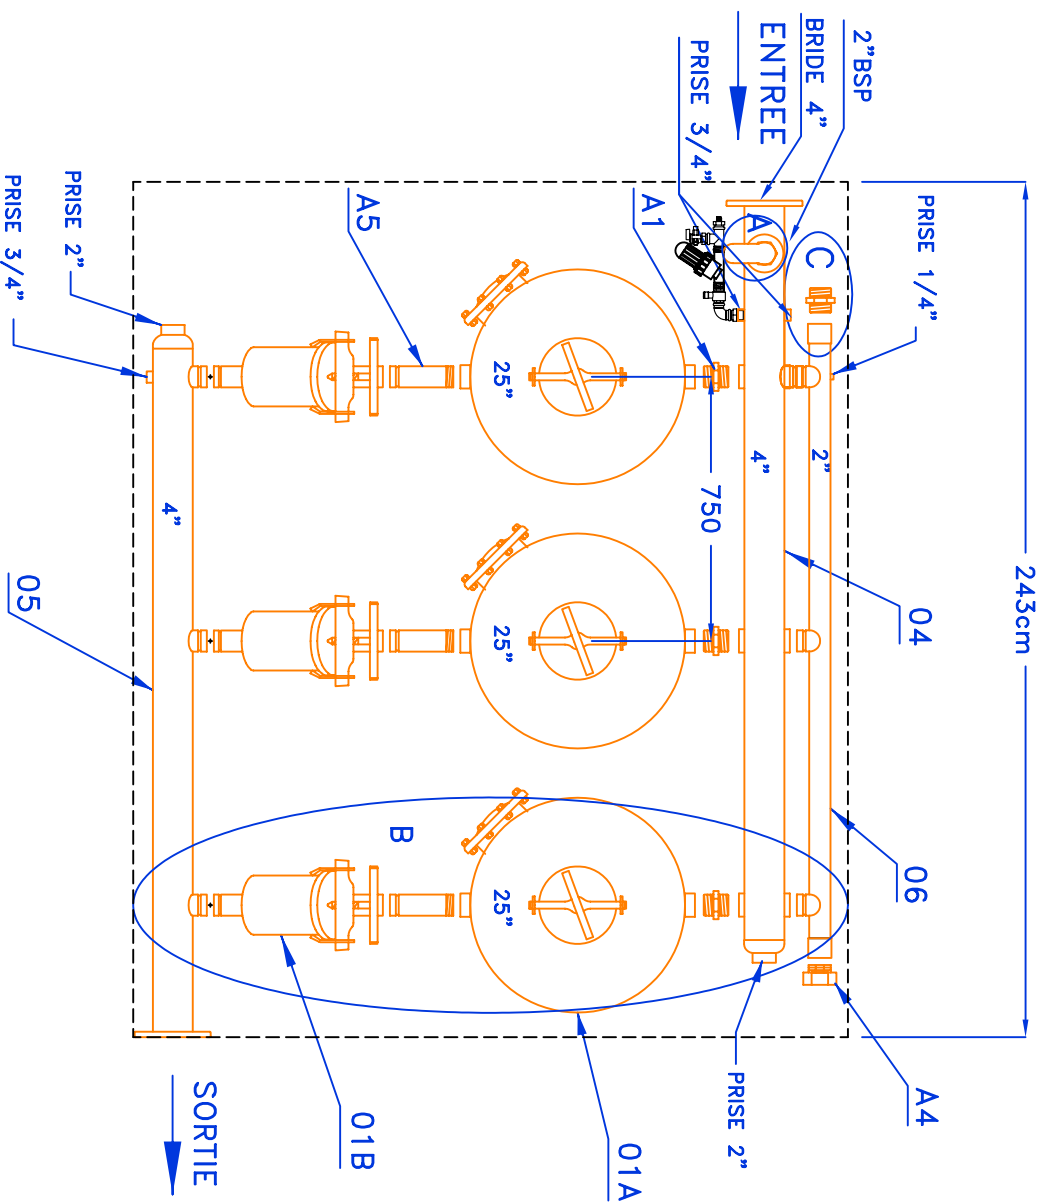 243cm
PRISE 1/4"
2"BSP
BRIDE 4"
ENTREE
PRISE 3/4"
A
C
A1
A5
PRISE 2"
PRISE 3/4"
04
06
A4
2"
4"
750
25"
25"
25"
4"
05
B
PRISE 2"
01A
01B
SORTIE